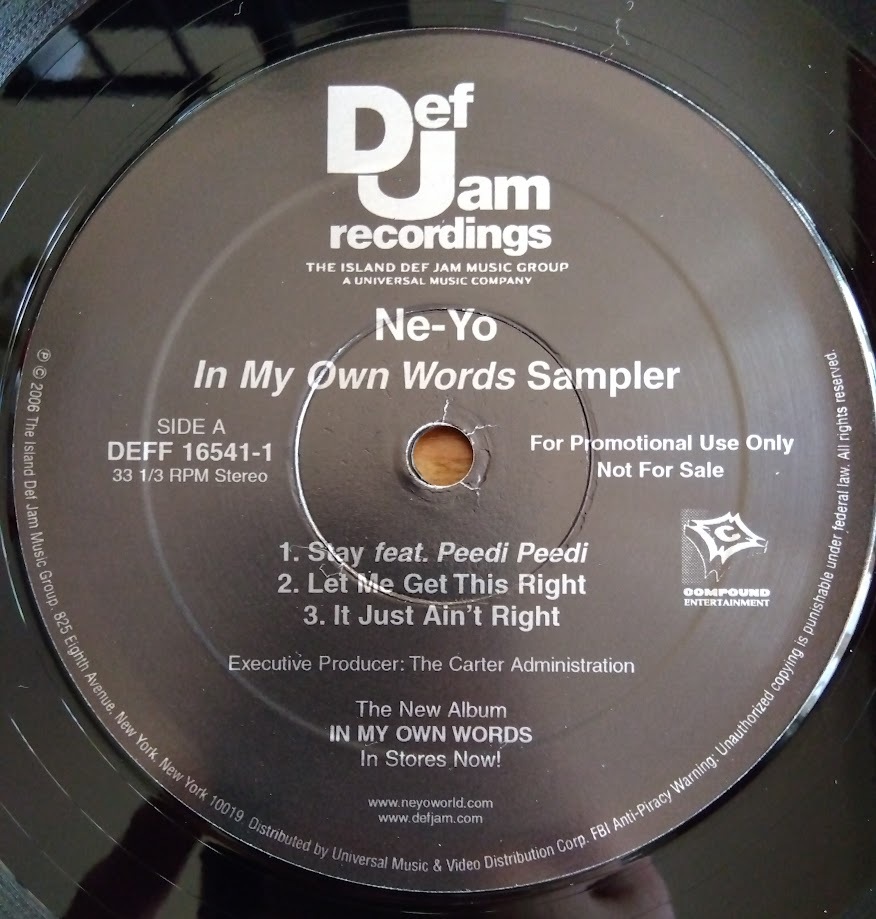 Def
Jam
recordings
THE ISLAND DEF JAM MUSIC GROUP
A UNIVERSAL MUSIC COMPANY
Ne-Yo
In My Own Words Sampler
SIDE A
DEFF 16541-1
33 1/3 RPM Stereo
For Promotional Use Only
Not For Sale
1. Stay feat. Peedi Peedi
2. Let Me Get This Right
3. It Just Ain't Right
C
COMPOUND
ENTERTAINMENT
Executive Producer: The Carter Administration
The New Album
IN MY OWN WORDS
In Stores Now!
www.neyoworld.com
www.defjam.com
℗ © 2006 The Island Def Jam Music Group. 825 Eighth Avenue. New York. New York 10019 Distributed by Universal Music & Video Distribution Corp. FBI Anti-Piracy Warning: Unauthorized copying is punishable under federal law. All rights reserved.